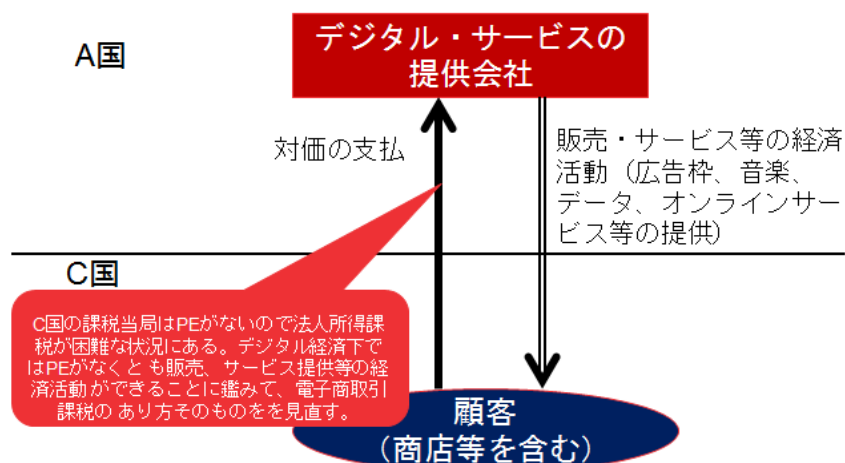 A国
デジタル・サービスの
提供会社
対価の支払
販売・サービス等の経済
活動（広告枠、音楽、
データ、オンラインサー
ビス等の提供）
C国
C国の課税当局はPEがないので法人所得課
税が困難な状況にある。デジタル経済下で
はPEがなくとも販売、サービス提供等の経
済活動ができることに鑑みて、電子商取引
課税の あり方そのものをを見直す。
顧客
（商店等を含む）